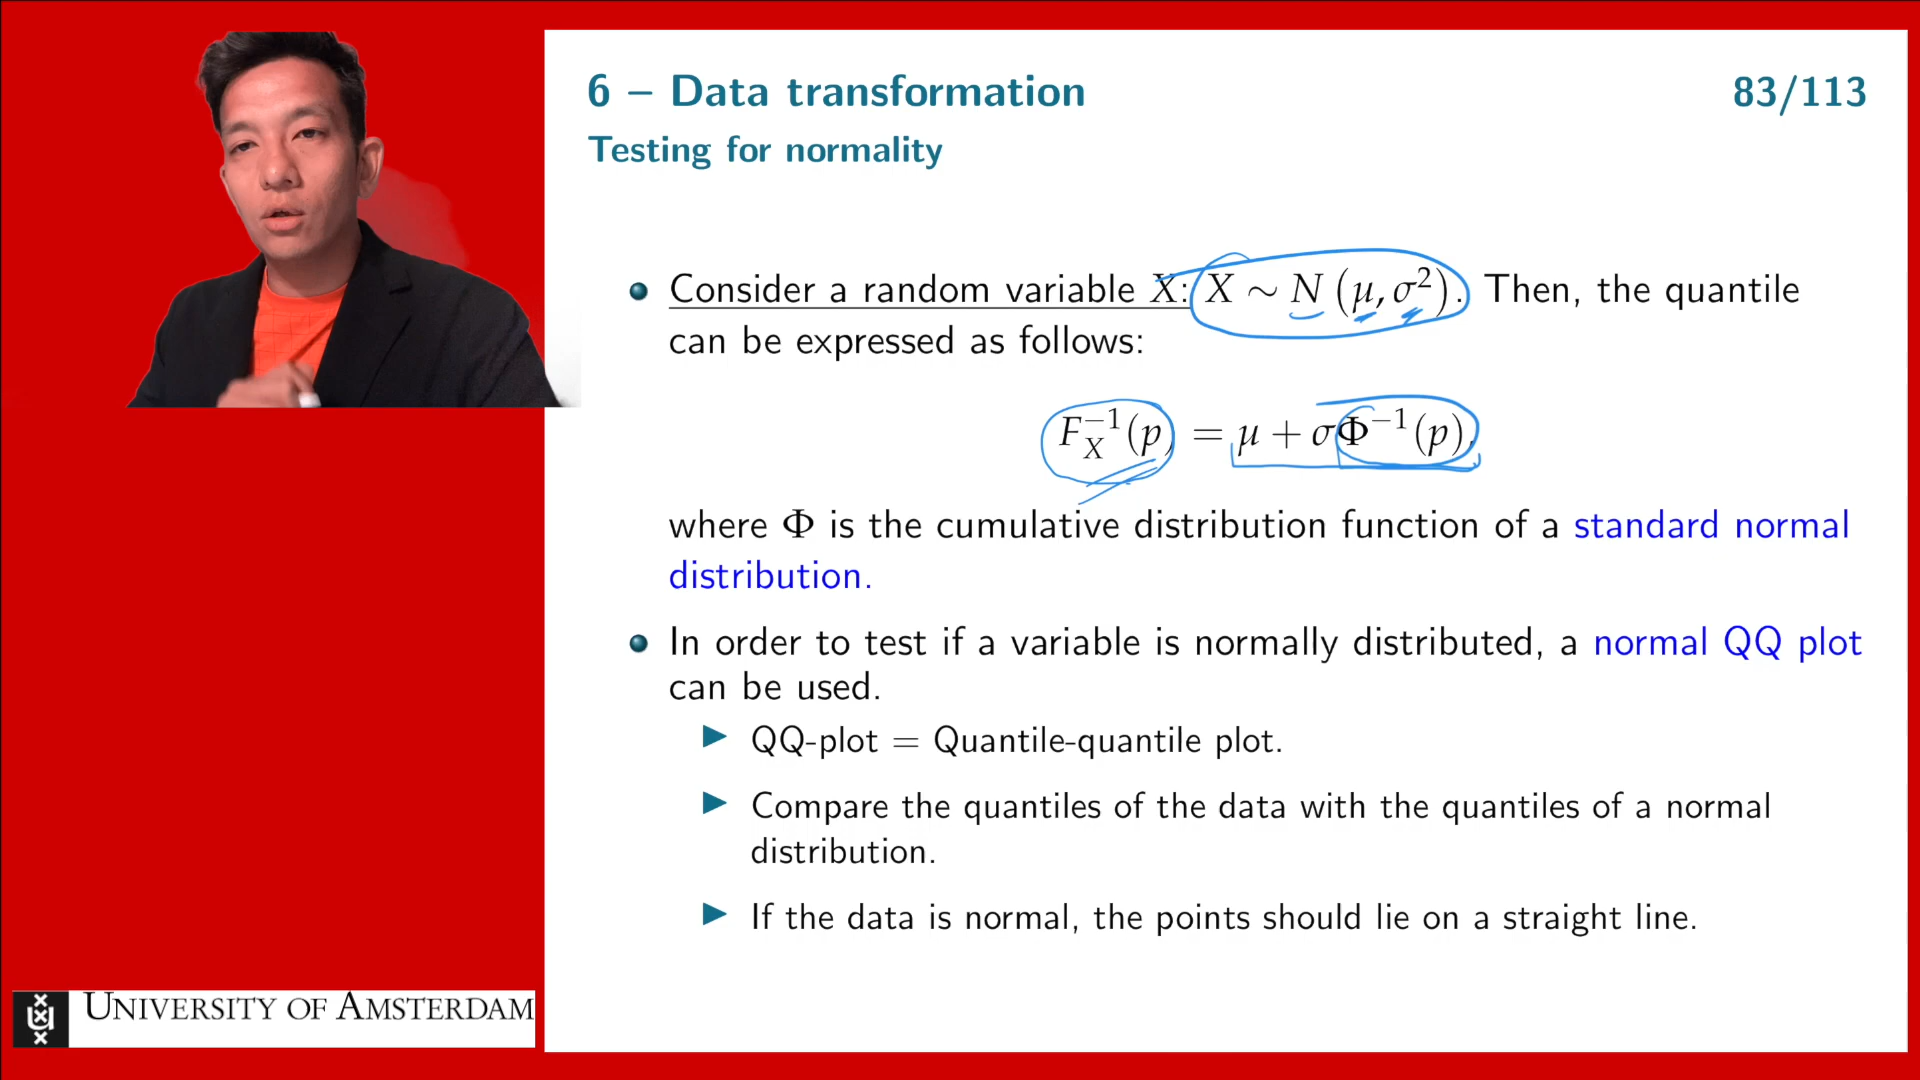 6 – Data transformation 83/113
Testing for normality
Consider a random variable X: X ∼ N (μ, σ²). Then, the quantile
can be expressed as follows:
F_X^{-1}(p) = μ + σΦ^{-1}(p),
where Φ is the cumulative distribution function of a standard normal
distribution.
In order to test if a variable is normally distributed, a normal QQ plot
can be used.
QQ-plot = Quantile-quantile plot.
Compare the quantiles of the data with the quantiles of a normal
distribution.
If the data is normal, the points should lie on a straight line.
UNIVERSITY OF AMSTERDAM